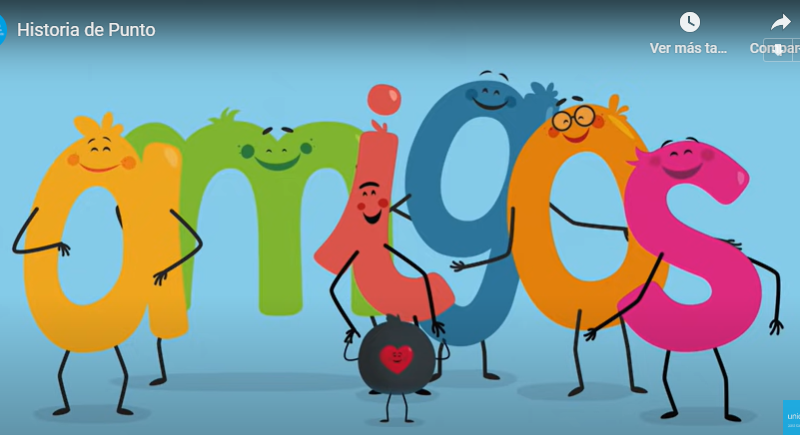 Historia de Punto
Ver más ta...
amigos